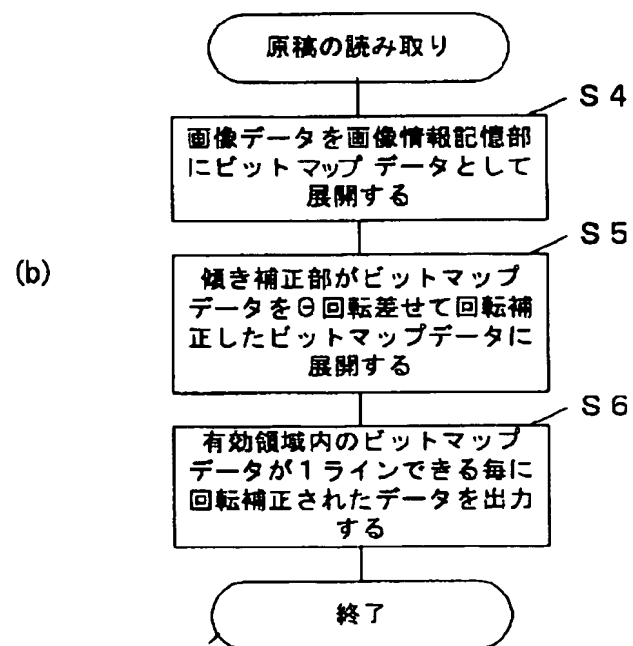 原稿の読み取り
S4
画像データを画像情報記憶部
にビットマップデータとして
展開する
S5
(b)
傾き補正部がビットマップ
データをθ回転差せて回転補
正したビットマップデータに
展開する
S6
有効領域内のビットマップ
データが1ラインできる毎に
回転補正されたデータを出力
する
終了